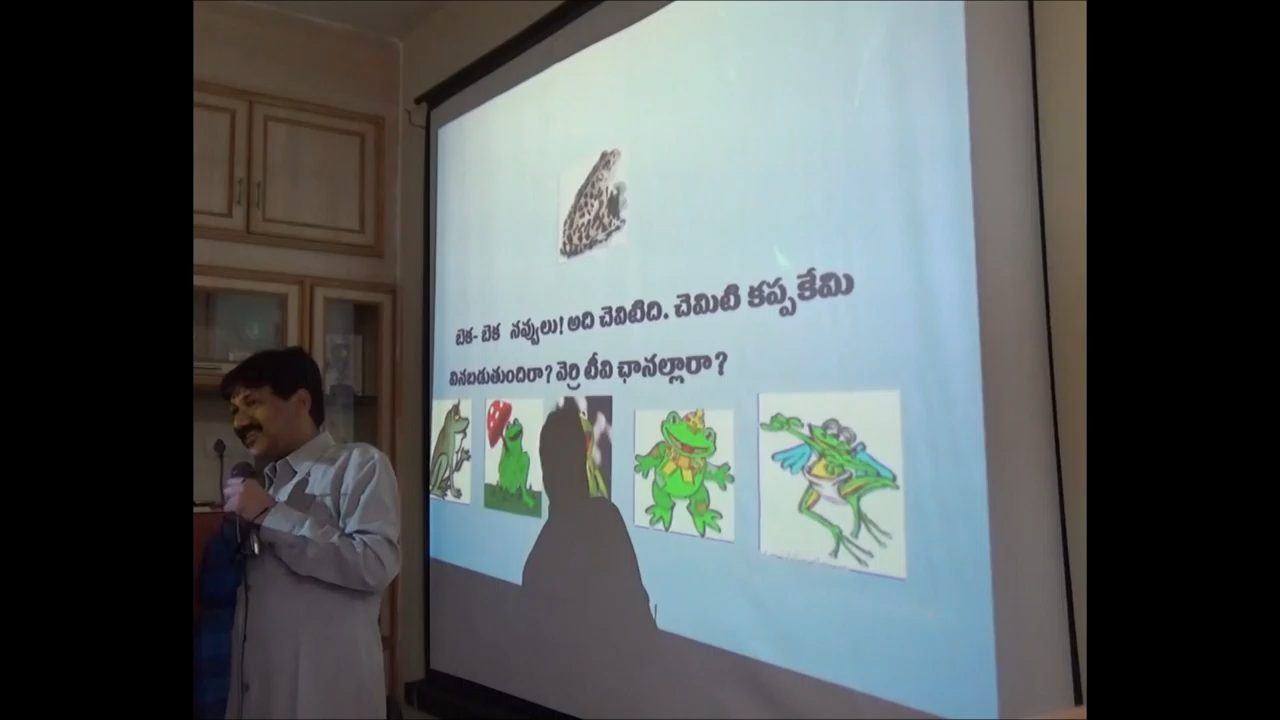 బెక- బెక నవ్వులు! అది చెవిటిది. చెమిటి కప్పకేమి
వినబడుతుందిరా? వెర్రి టీవి ఛానల్లారా?